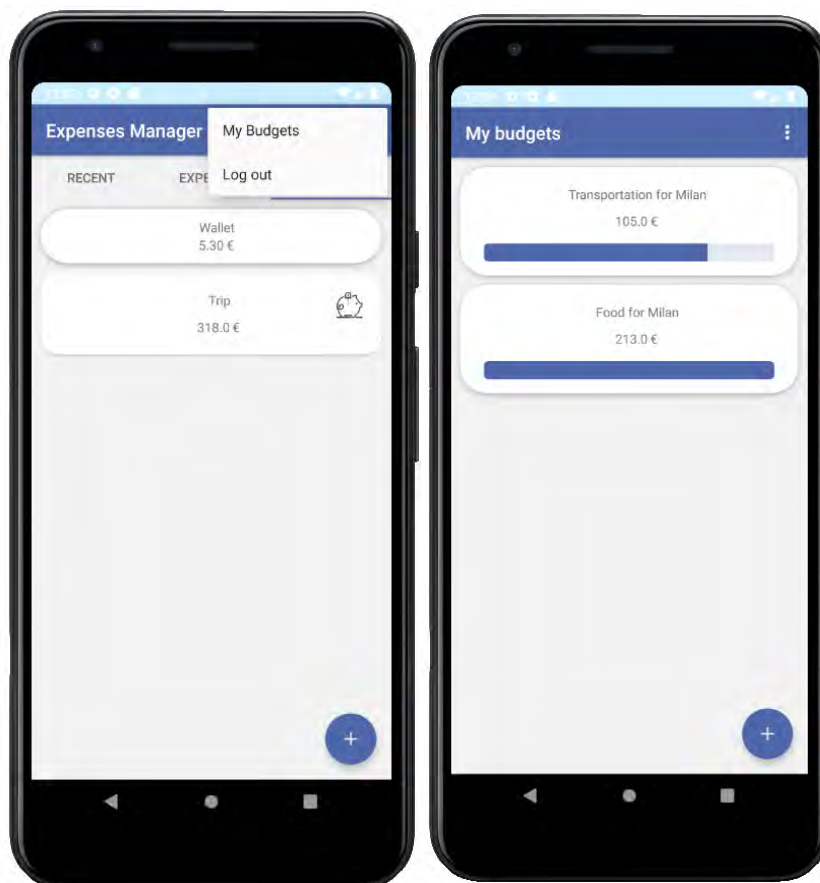 Expenses Manager
My Budgets
Log out
RECENT
EXPE
Wallet
5.30 €
Trip
318.0 €
+
My budgets
Transportation for Milan
105.0 €
Food for Milan
213.0 €
+